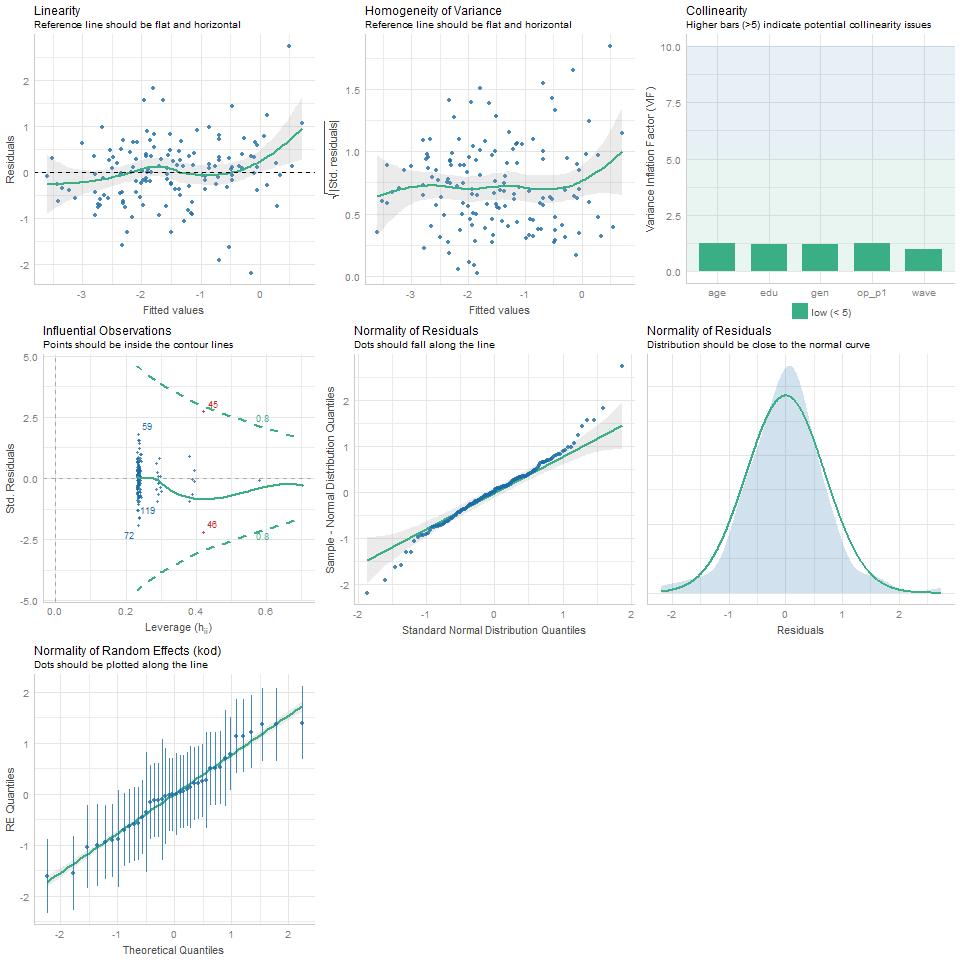 Linearity
Reference line should be flat and horizontal
Residuals
2
1
0
-1
-2
-3
-2
-1
0
Fitted values
Homogeneity of Variance
Reference line should be flat and horizontal
√|Std. residuals|
1.5
1.0
0.5
0.0
-3
-2
-1
0
Fitted values
Collinearity
Higher bars (>5) indicate potential collinearity issues
Variance Inflation Factor (VIF)
10.0
7.5
5.0
2.5
0.0
age
edu
gen
op_p1
wave
low (< 5)
Influential Observations
Points should be inside the contour lines
Std. Residuals
5.0
2.5
0.0
-2.5
-5.0
45
0.8
59
119
46
72
0.8
0.0
0.2
0.4
0.6
Leverage (hii)
Normality of Residuals
Dots should fall along the line
Sample - Normal Distribution Quantiles
2
1
0
-1
-2
-2
-1
0
1
2
Standard Normal Distribution Quantiles
Normality of Residuals
Distribution should be close to the normal curve
-2
-1
0
1
2
Residuals
Normality of Random Effects (kod)
Dots should be plotted along the line
RE Quantiles
2
1
0
-1
-2
-2
-1
0
1
2
Theoretical Quantiles